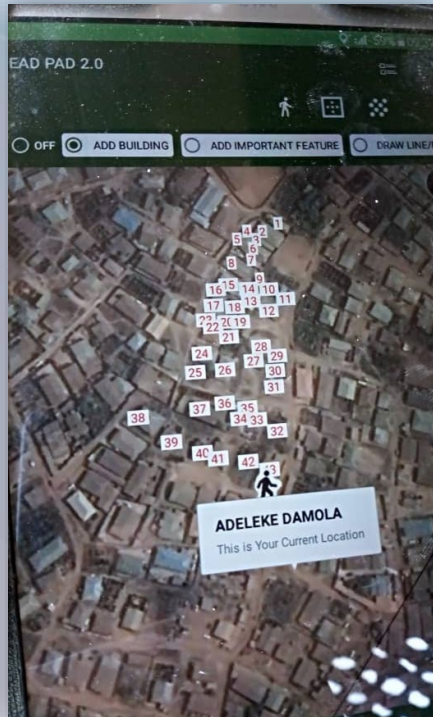 EAD PAD 2.0
OFF ADD BUILDING ADD IMPORTANT FEATURE DRAW LINE/
1
5 4 2
3
6
7
8
9
16 15 14 10
17 18 13 11
12
22 20 19
21
24 28
27 29
25 26 30
31
37 36 35
38 34 33
32
39
40 41 42
ADELEKE DAMOLA
This is Your Current Location